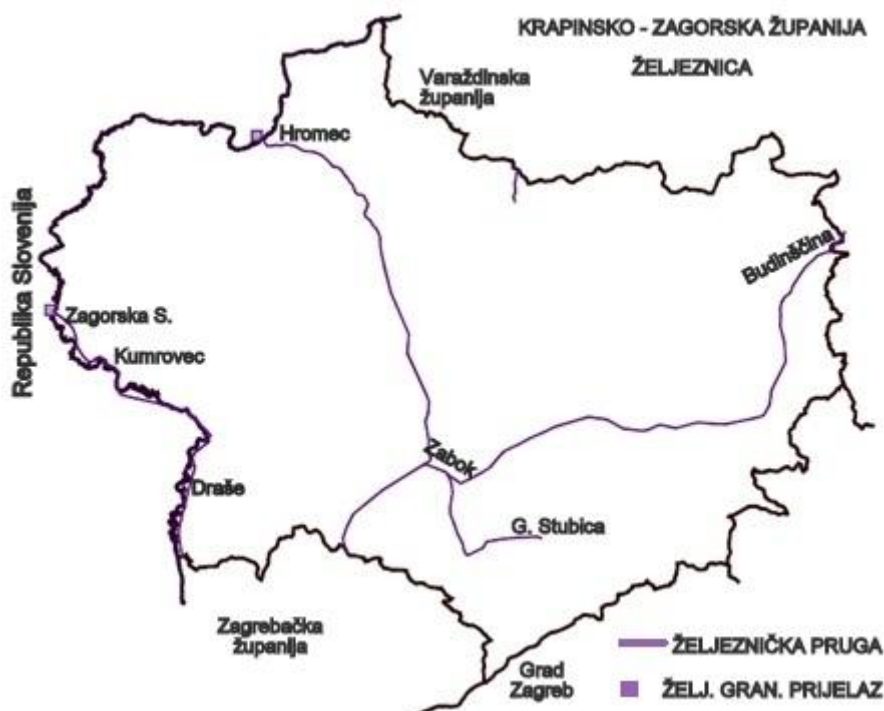 KRAPINSKO - ZAGORSKA ŽUPANIJA
ŽELJEZNICA
Varaždinska
županija
Hromec
Republika Slovenija
Budinščina
Zagorska S.
Kumrovec
Zabok
Draše
G. Stubica
Zagrebačka
županija
Grad
Zagreb
ŽELJEZNIČKA PRUGA
ŽELJ. GRAN. PRIJELAZ